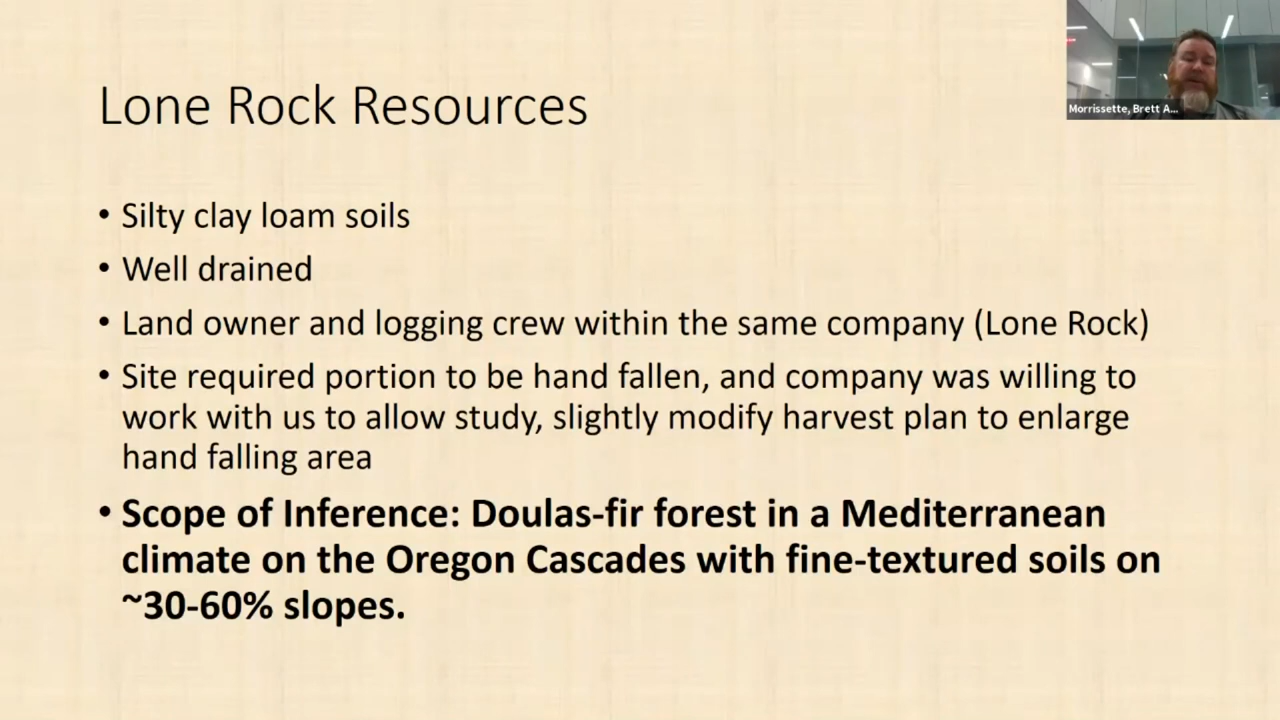 Lone Rock Resources
Morrissette, Brett A...
• Silty clay loam soils
• Well drained
• Land owner and logging crew within the same company (Lone Rock)
• Site required portion to be hand fallen, and company was willing to
work with us to allow study, slightly modify harvest plan to enlarge
hand falling area
• Scope of Inference: Doulas-fir forest in a Mediterranean
climate on the Oregon Cascades with fine-textured soils on
~30-60% slopes.